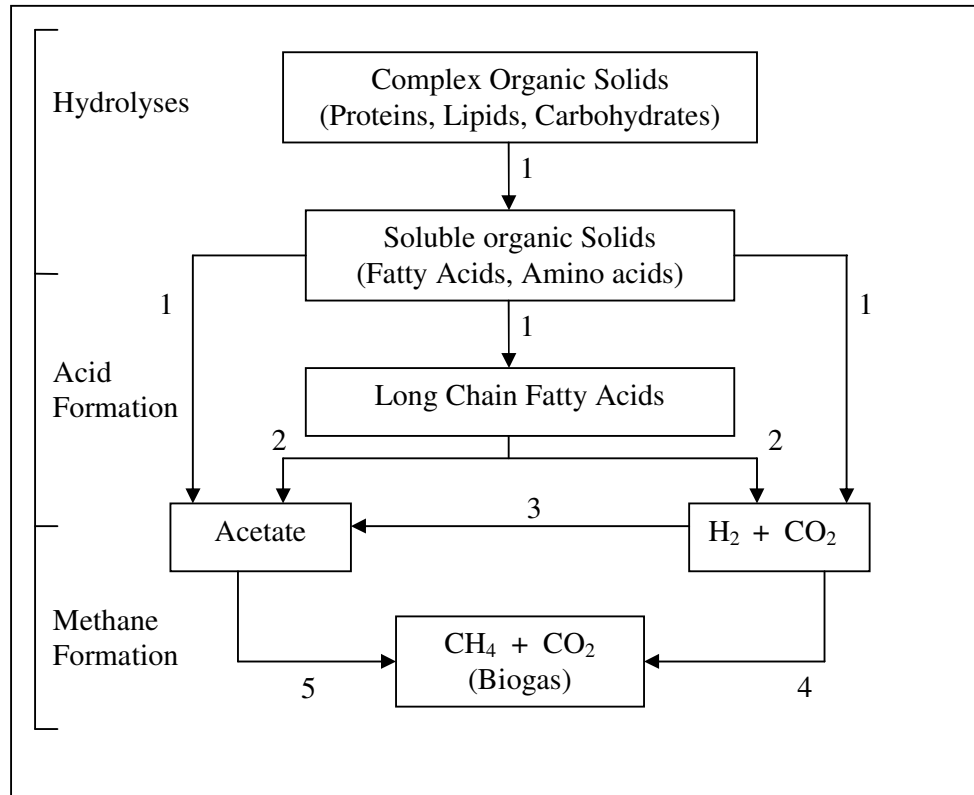 Hydrolyses
Complex Organic Solids
(Proteins, Lipids, Carbohydrates)
1
Soluble organic Solids
(Fatty Acids, Amino acids)
1
1
1
Acid
Formation
Long Chain Fatty Acids
2
2
Acetate
3
H₂ + CO₂
Methane
Formation
CH₄ + CO₂
(Biogas)
5
4